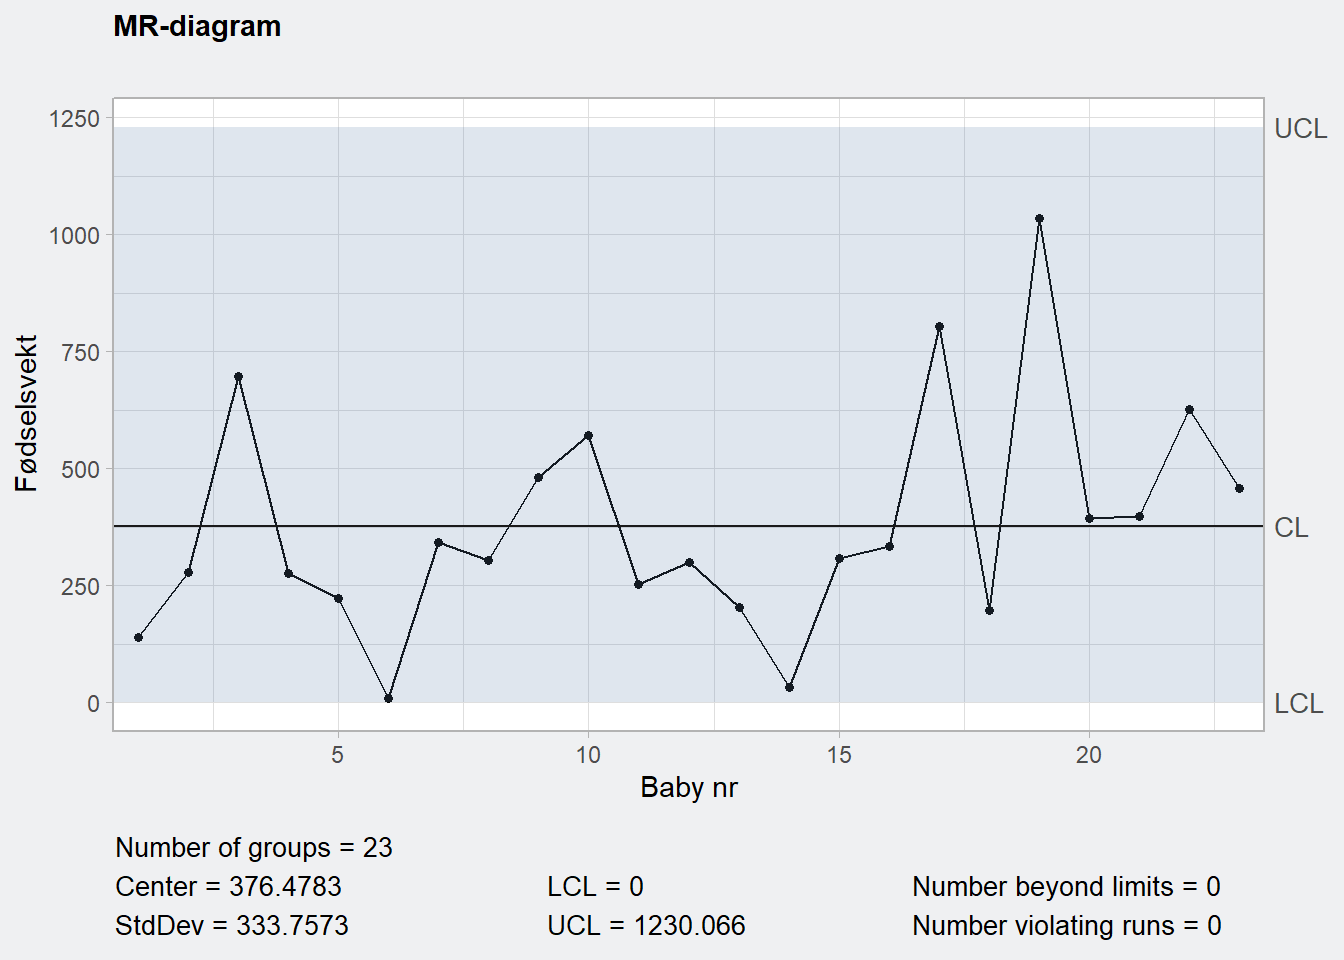 MR-diagram
1250
1000
750
500
250
0
Fødselsvekt
UCL
CL
LCL
5 10 15 20
Baby nr
Number of groups = 23
Center = 376.4783 LCL = 0 Number beyond limits = 0
StdDev = 333.7573 UCL = 1230.066 Number violating runs = 0